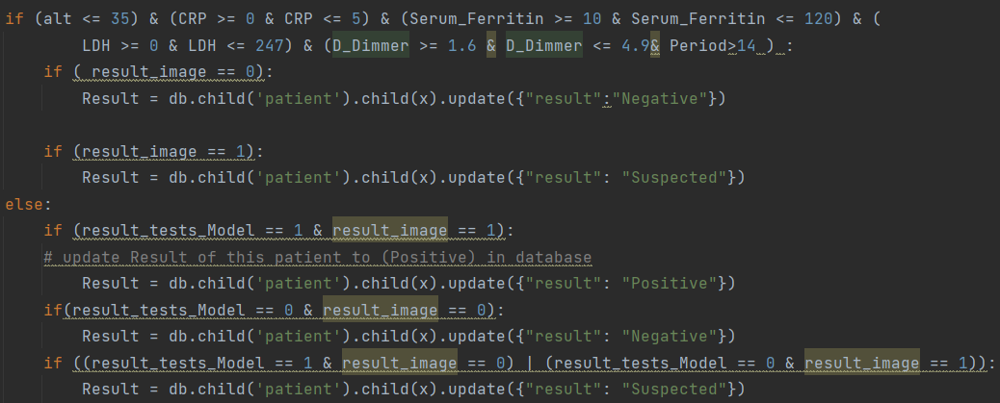 if (alt <= 35) & (CRP >= 0 & CRP <= 5) & (Serum_Ferritin >= 10 & Serum_Ferritin <= 120) & (
        LDH >= 0 & LDH <= 247) & (D_Dimmer >= 1.6 & D_Dimmer <= 4.9& Period>14 ) :
    if ( result_image == 0):
        Result = db.child('patient').child(x).update({"result":"Negative"})
    if (result_image == 1):
        Result = db.child('patient').child(x).update({"result": "Suspected"})
else:
    if (result_tests_Model == 1 & result_image == 1):
    # update Result of this patient to (Positive) in database
        Result = db.child('patient').child(x).update({"result": "Positive"})
    if(result_tests_Model == 0 & result_image == 0):
        Result = db.child('patient').child(x).update({"result": "Negative"})
    if ((result_tests_Model == 1 & result_image == 0) | (result_tests_Model == 0 & result_image == 1)):
        Result = db.child('patient').child(x).update({"result": "Suspected"})